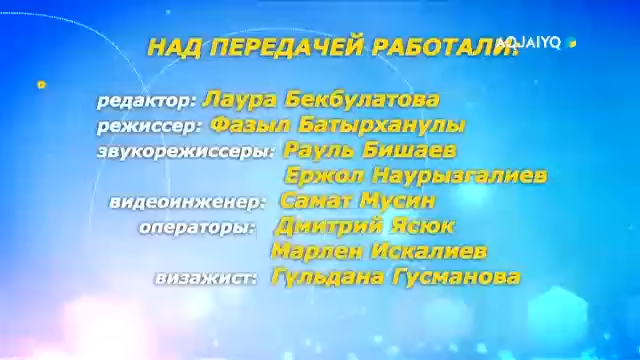 НАД ПЕРЕДАЧЕЙ РАБОТАЛИ:
AQJAIYQ
редактор: Лаура Бекбулатова
режиссер: Фазыл Батырханулы
звукорежиссеры: Рауль Бишаев
Ержол Наурызгалиев
видеоинженер: Самат Мусин
операторы: Дмитрий Ясюк
Марлен Искалиев
визажист: Гульдана Гусманова